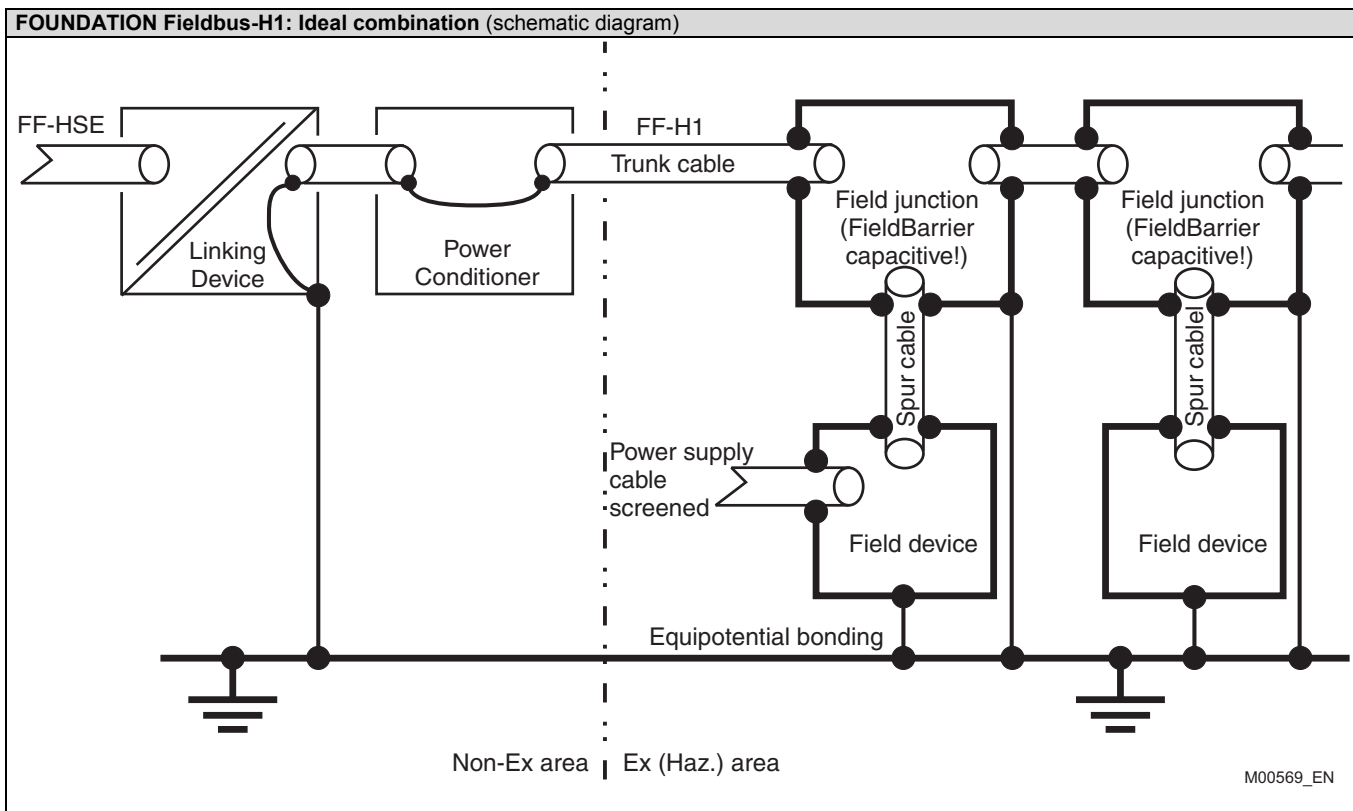 FOUNDATION Fieldbus-H1: Ideal combination (schematic diagram)
FF-HSE
FF-H1
Trunk cable
Linking
Device
Power
Conditioner
Field junction
(FieldBarrier
capacitive!)
Field junction
(FieldBarrier
capacitive!)
Spur cable
Spur cablel
Power supply
cable
screened
Field device
Field device
Equipotential bonding
Non-Ex area
Ex (Haz.) area
M00569_EN